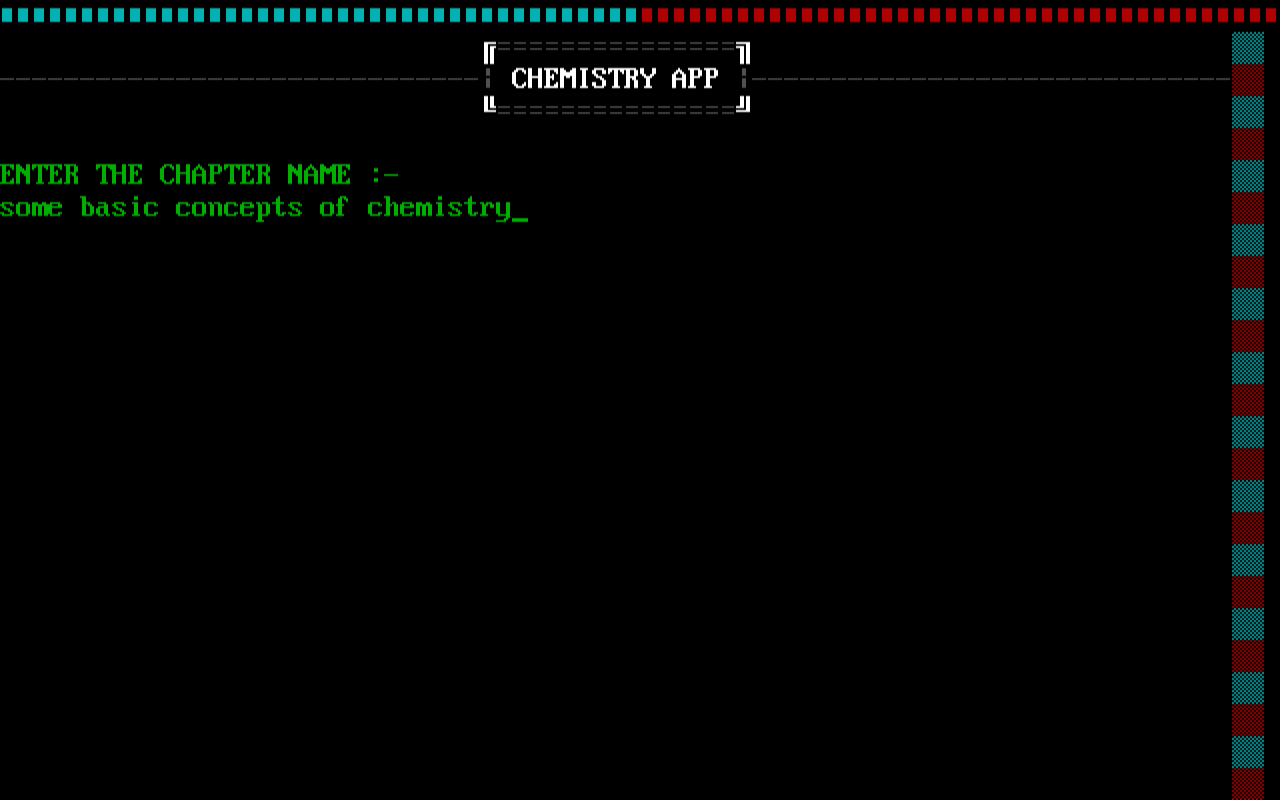 CHEMISTRY APP
ENTER THE CHAPTER NAME :-
some basic concepts of chemistry_